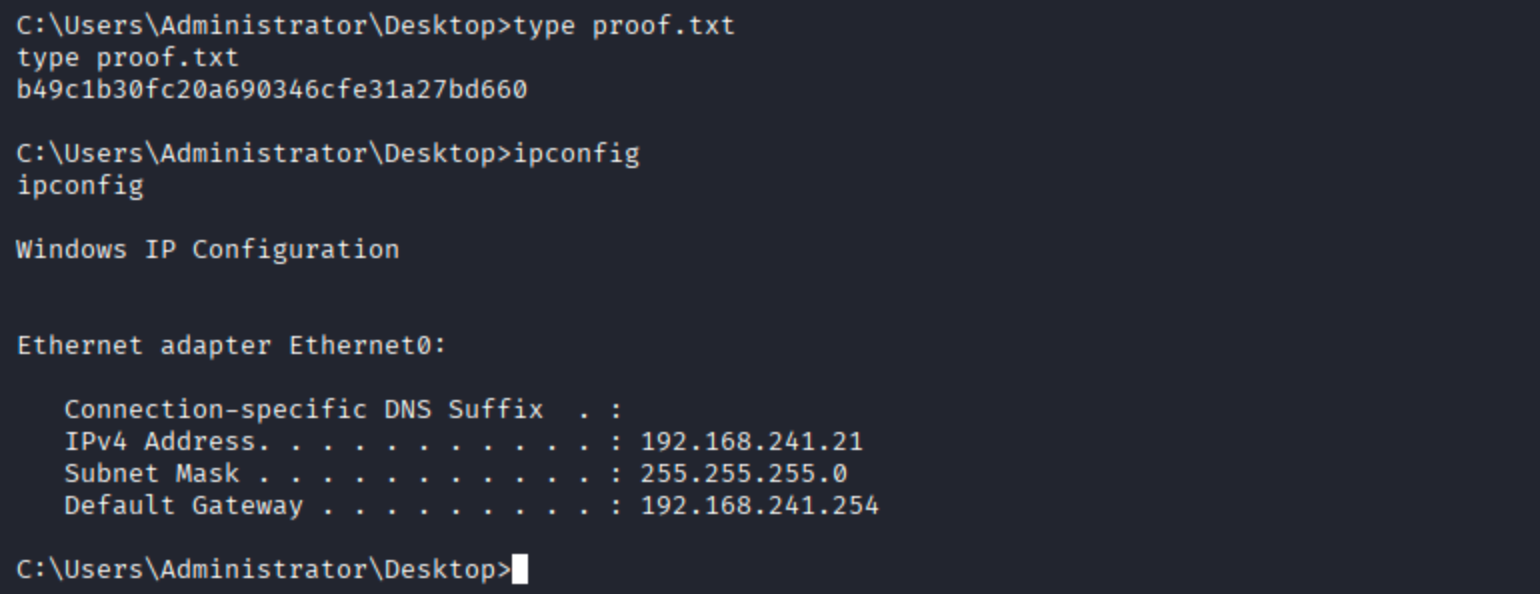 C:\Users\Administrator\Desktop>type proof.txt
type proof.txt
b49c1b30fc20a690346cfe31a27bd660
C:\Users\Administrator\Desktop>ipconfig
ipconfig
Windows IP Configuration
Ethernet adapter Ethernet0:
   Connection-specific DNS Suffix  . :
   IPv4 Address. . . . . . . . . . . : 192.168.241.21
   Subnet Mask . . . . . . . . . . . : 255.255.255.0
   Default Gateway . . . . . . . . . : 192.168.241.254
C:\Users\Administrator\Desktop>